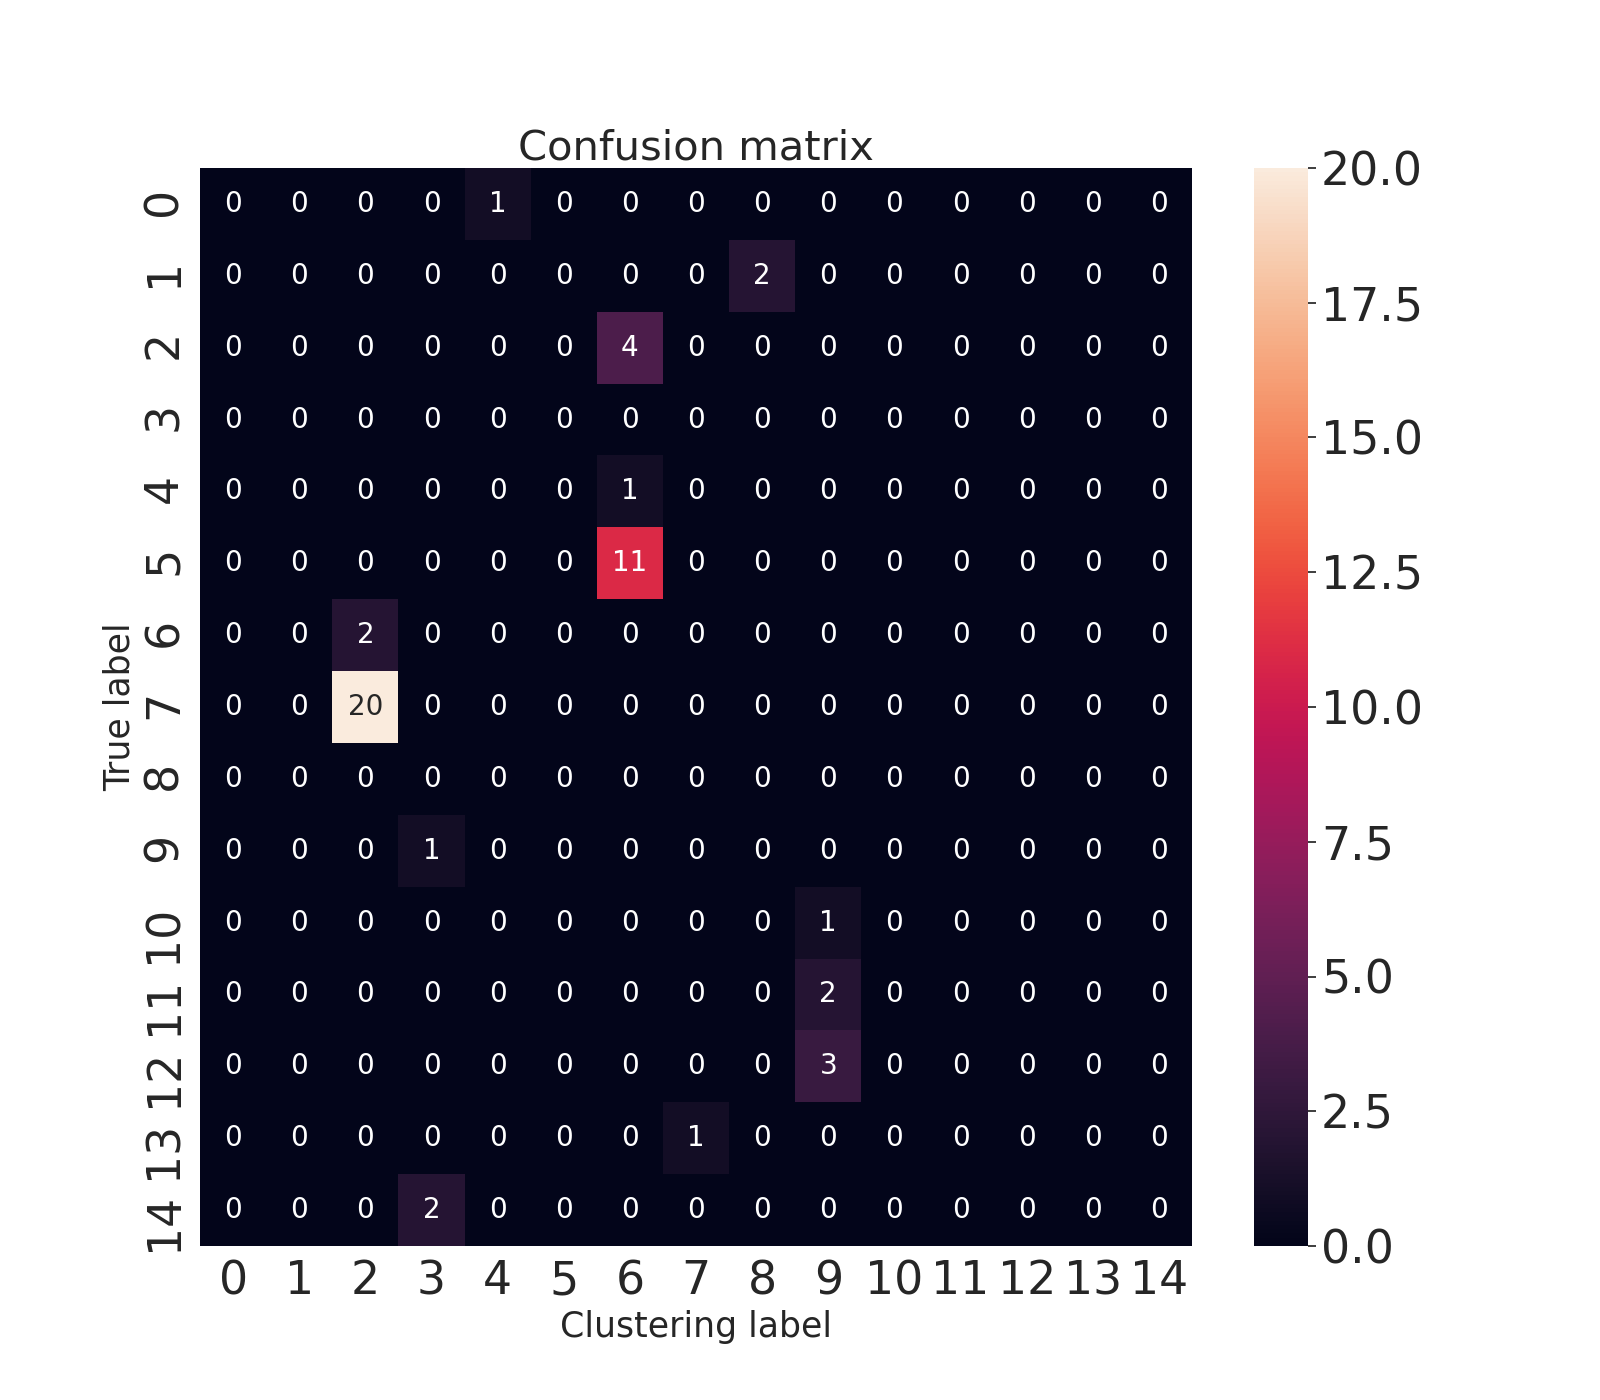 Confusion matrix
0 0 0 0 0 1 0 0 0 0 0 0 0 0 0 0
1 0 0 0 0 0 0 0 0 2 0 0 0 0 0 0
2 0 0 0 0 0 0 4 0 0 0 0 0 0 0 0
3 0 0 0 0 0 0 0 0 0 0 0 0 0 0 0
4 0 0 0 0 0 0 1 0 0 0 0 0 0 0 0
5 0 0 0 0 0 0 11 0 0 0 0 0 0 0 0
6 0 0 2 0 0 0 0 0 0 0 0 0 0 0 0
7 0 0 20 0 0 0 0 0 0 0 0 0 0 0 0
8 0 0 0 0 0 0 0 0 0 0 0 0 0 0 0
9 0 0 0 1 0 0 0 0 0 0 0 0 0 0 0
10 0 0 0 0 0 0 0 0 0 1 0 0 0 0 0
11 0 0 0 0 0 0 0 0 0 2 0 0 0 0 0
12 0 0 0 0 0 0 0 0 0 3 0 0 0 0 0
13 0 0 0 0 0 0 0 1 0 0 0 0 0 0 0
14 0 0 0 2 0 0 0 0 0 0 0 0 0 0 0
0 1 2 3 4 5 6 7 8 9 10 11 12 13 14
Clustering label
True label
20.0
17.5
15.0
12.5
10.0
7.5
5.0
2.5
0.0